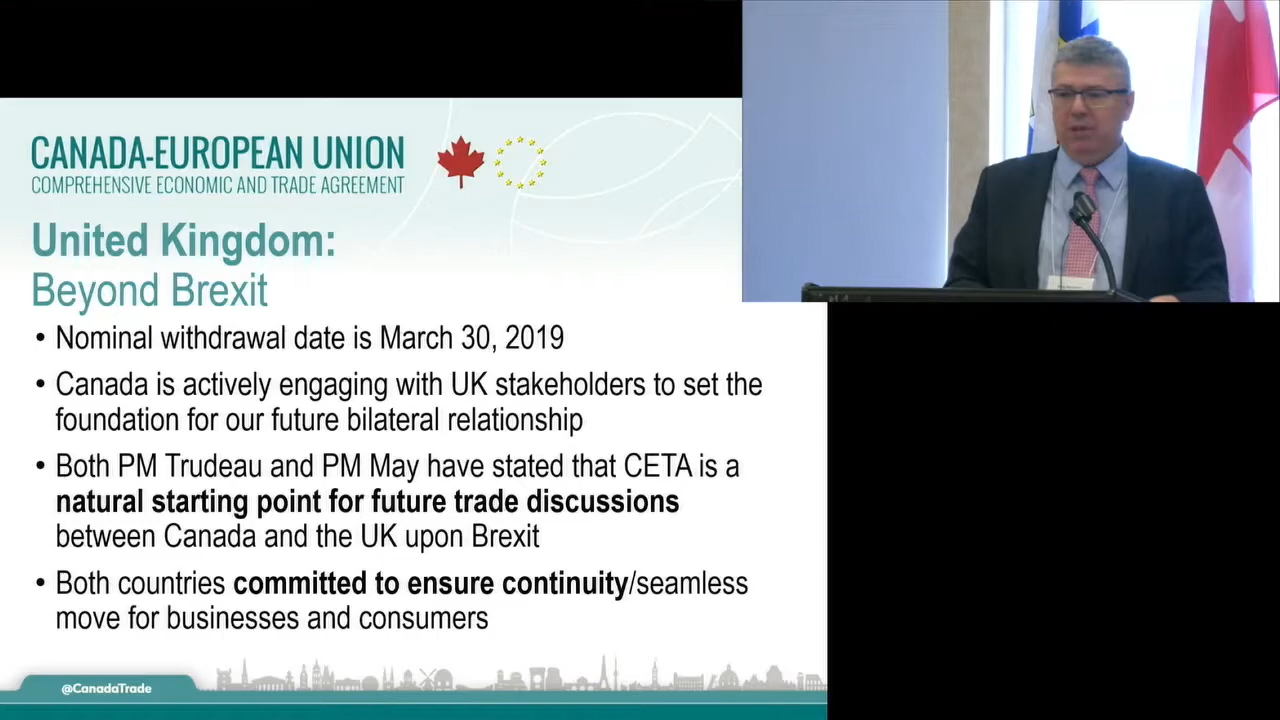 CANADA-EUROPEAN UNION
COMPREHENSIVE ECONOMIC AND TRADE AGREEMENT
United Kingdom:
Beyond Brexit
• Nominal withdrawal date is March 30, 2019
• Canada is actively engaging with UK stakeholders to set the
foundation for our future bilateral relationship
• Both PM Trudeau and PM May have stated that CETA is a
natural starting point for future trade discussions
between Canada and the UK upon Brexit
• Both countries committed to ensure continuity/seamless
move for businesses and consumers
@CanadaTrade